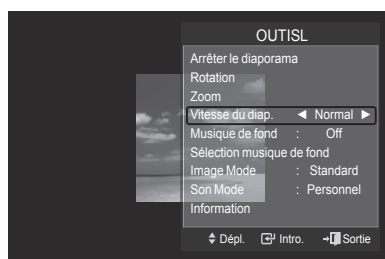 OUTISL
Arrêter le diaporama
Rotation
Zoom
Vitesse du diap. ◀ Normal ▶
Musique de fond : Off
Sélection musique de fond
Image Mode : Standard
Son Mode : Personnel
Information
Dépl. Intro. Sortie